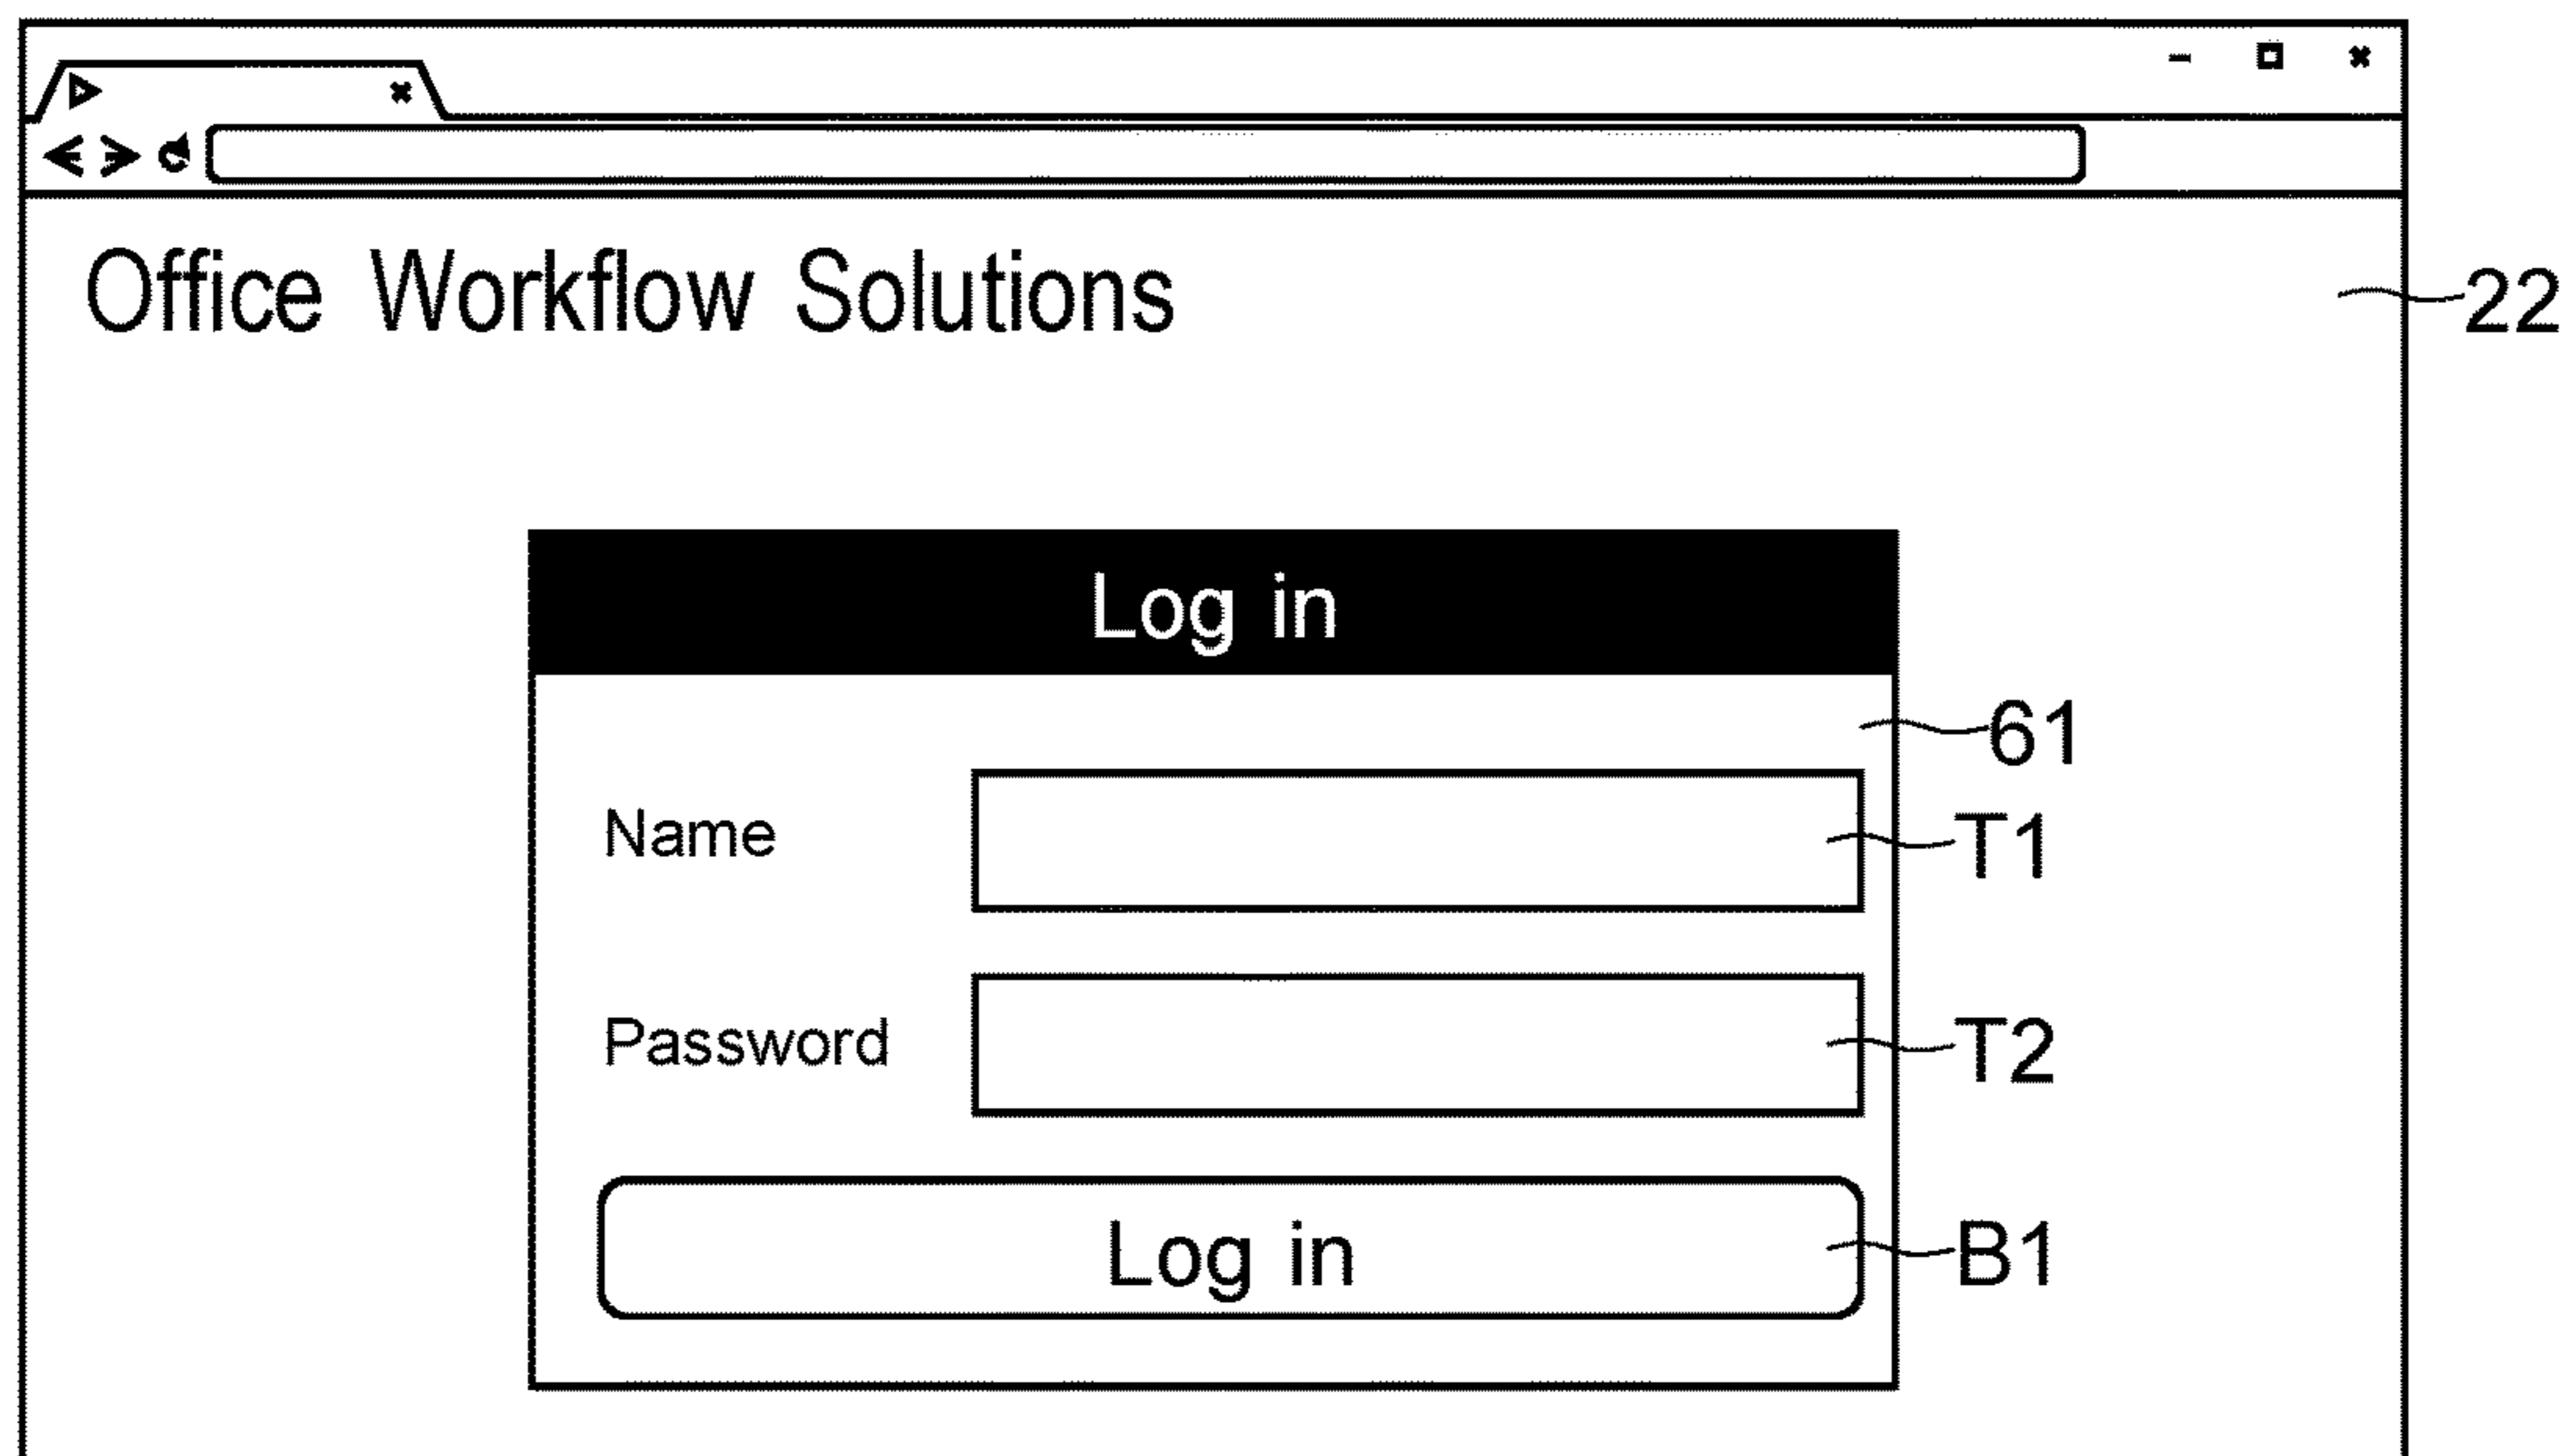 Office Workflow Solutions
22
Log in
61
Name
T1
Password
T2
Log in
B1